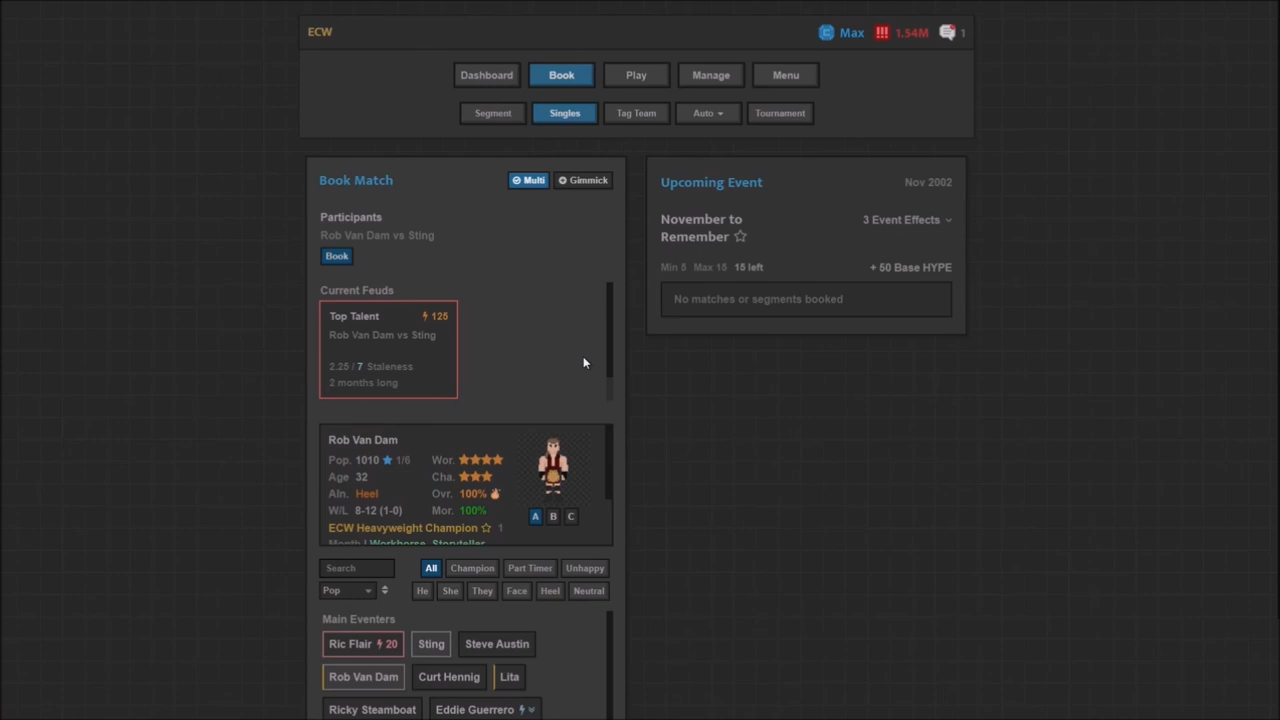 ECW
Max 1.54M 1
Dashboard Book Play Manage Menu
Segment Singles Tag Team Auto Tournament
Book Match Multi Gimmick
Participants
Rob Van Dam vs Sting
Book
Current Feuds
Top Talent 125
Rob Van Dam vs Sting
2.25 / 7 Staleness
2 months long
Rob Van Dam
Pop. 1010 1/6 Wor.
Age 32 Cha.
Aln. Heel Ovr. 100%
W/L 8-12 (1-0) Mor. 100%
A B C
ECW Heavyweight Champion 1
Month | Workhorse, Storyteller
Search All Champion Part Timer Unhappy
Pop He She They Face Heel Neutral
Main Eventers
Ric Flair 20 Sting Steve Austin
Rob Van Dam Curt Hennig Lita
Ricky Steamboat Eddie Guerrero
Upcoming Event Nov 2002
November to
Remember 3 Event Effects
Min 5 Max 15 15 left + 50 Base HYPE
No matches or segments booked